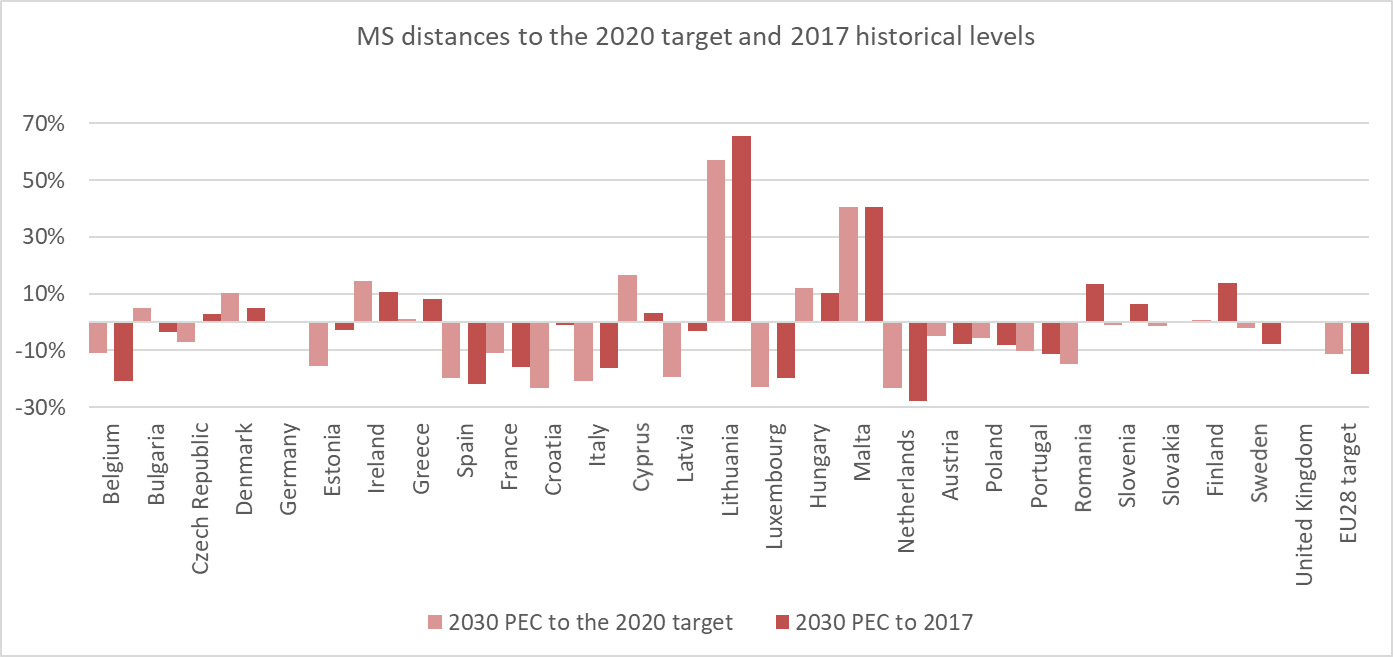 MS distances to the 2020 target and 2017 historical levels
70%
50%
30%
10%
-10%
-30%
Belgium
Bulgaria
Czech Republic
Denmark
Germany
Estonia
Ireland
Greece
Spain
France
Croatia
Italy
Cyprus
Latvia
Lithuania
Luxembourg
Hungary
Malta
Netherlands
Austria
Poland
Portugal
Romania
Slovenia
Slovakia
Finland
Sweden
United Kingdom
EU28 target
2030 PEC to the 2020 target
2030 PEC to 2017